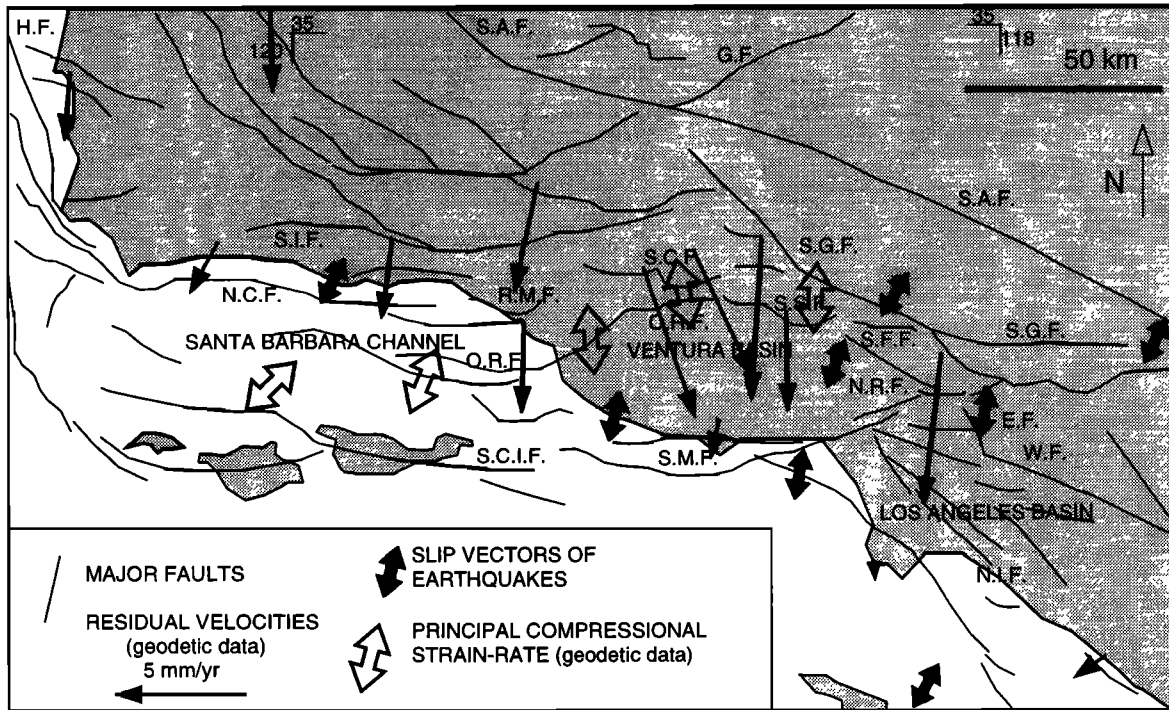 H.F.
35
120
S.A.F.
G.F.
35
118
50 km
N
S.A.F.
S.I.F.
S.C.F.
S.G.F.
N.C.F.
R.M.F.
S.S.F.
O.R.F.
SANTA BARBARA CHANNEL
VENTURA BASIN
S.F.F.
S.G.F.
O.R.F.
N.R.F.
E.F.
W.F.
S.C.I.F.
S.M.F.
LOS ANGELES BASIN
N.I.F.
MAJOR FAULTS
RESIDUAL VELOCITIES
(geodetic data)
5 mm/yr
SLIP VECTORS OF
EARTHQUAKES
PRINCIPAL COMPRESSIONAL
STRAIN-RATE (geodetic data)